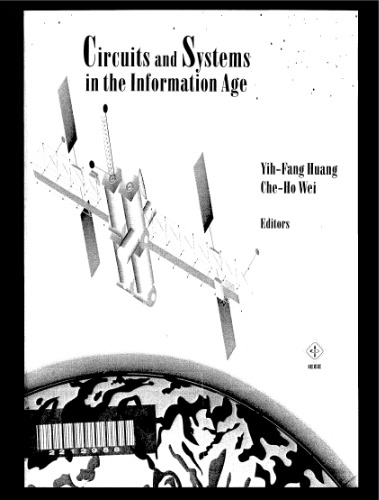 Circuits and Systems
in the Information Age
Yih-Fang Huang
Che-Ho Wei
Editors